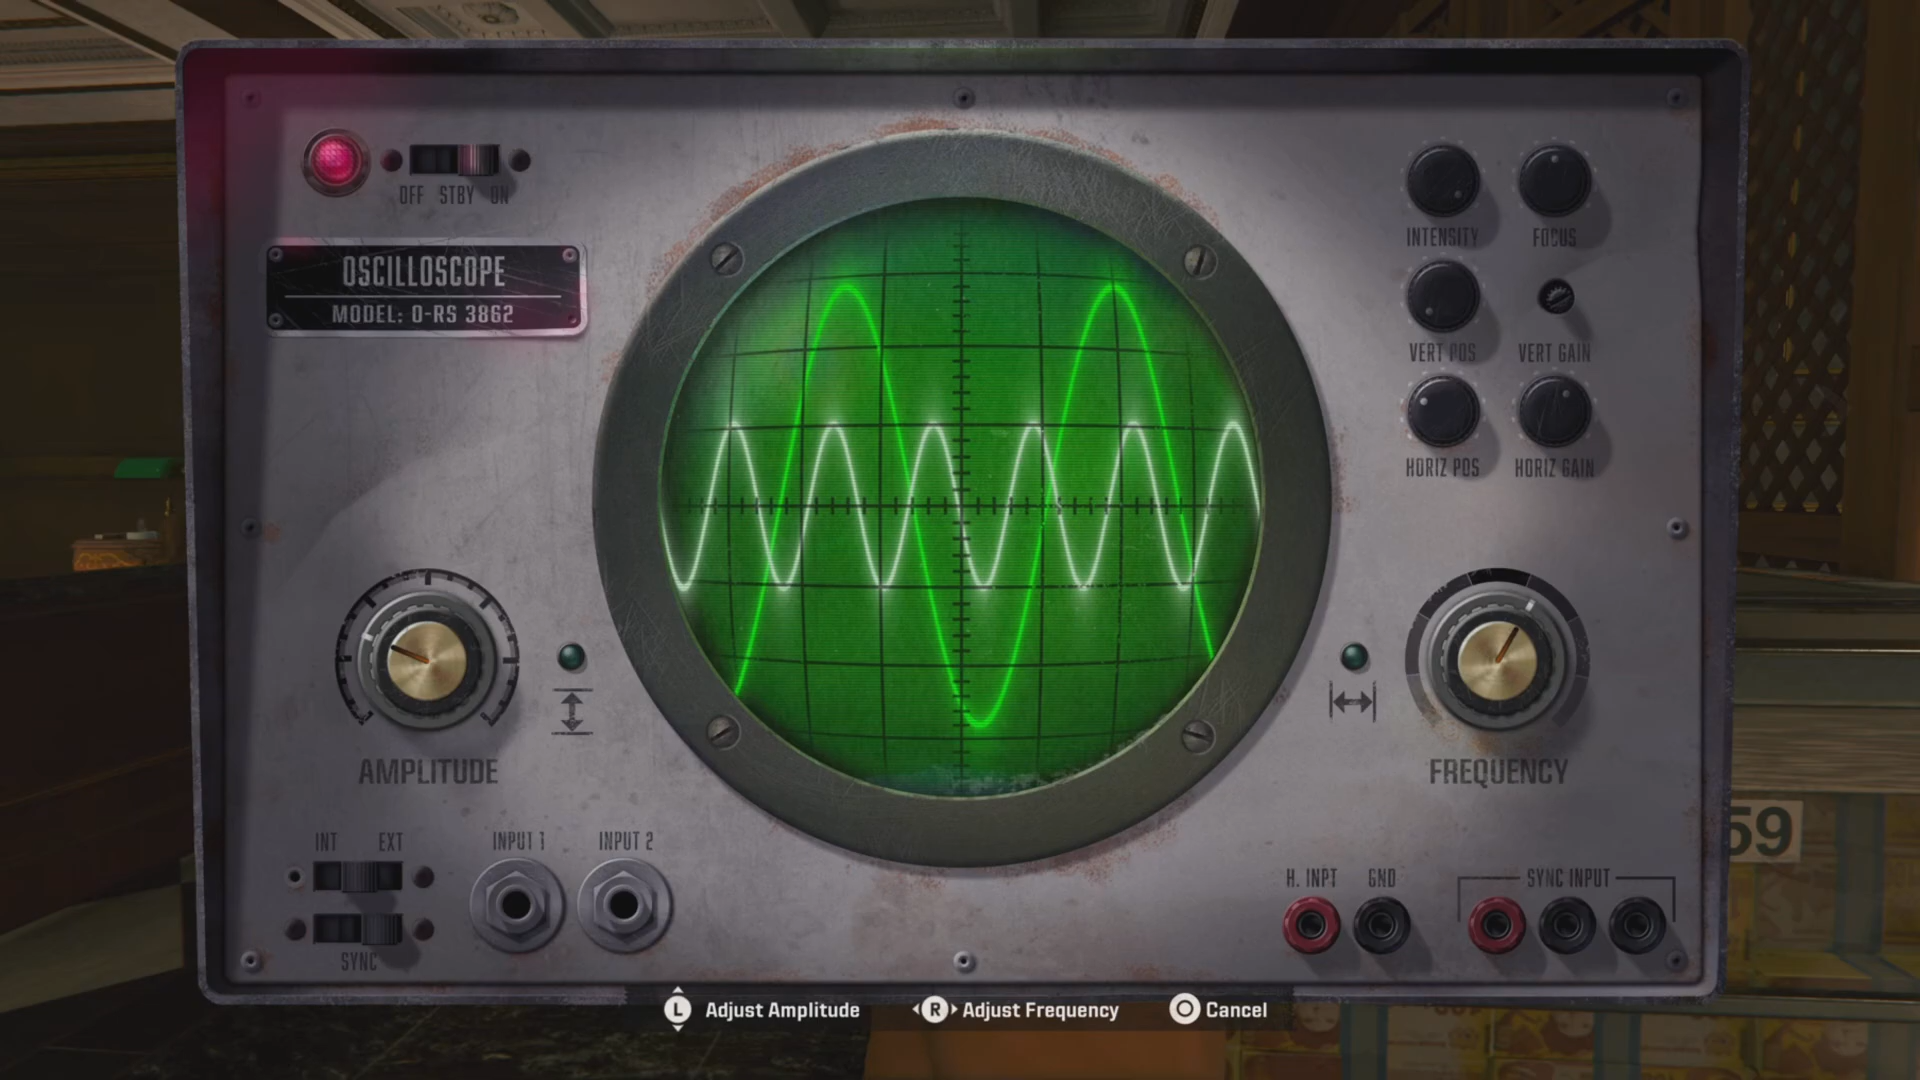 OFF STBY ON
OSCILLOSCOPE
MODEL: O-RS 3862
INTENSITY FOCUS
VERT POS VERT GAIN
HORIZ POS HORIZ GAIN
AMPLITUDE
FREQUENCY
INT EXT
SYNC
INPUT 1 INPUT 2
H. INPT GND
SYNC INPUT
59
L Adjust Amplitude R Adjust Frequency Cancel